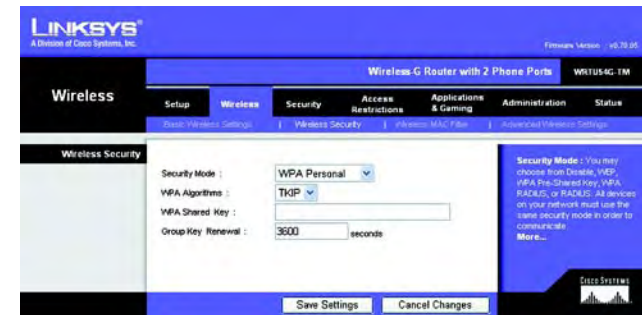 LINKSYS®
A Division of Cisco Systems, Inc.
Firmware Version : v0.70.05
Wireless-G Router with 2 Phone Ports
WRTU54G-TM
Wireless
Setup
Wireless
Security
Access Restrictions
Applications & Gaming
Administration
Status
Basic Wireless Settings | Wireless Security | Wireless MAC Filter | Advanced Wireless Settings
Wireless Security
Security Mode :
WPA Personal
WPA Algorithms :
TKIP
WPA Shared Key :
Group Key Renewal :
3600
seconds
Security Mode : You may
choose from Disable, WEP,
WPA Pre-Shared Key, WPA
RADIUS, or RADIUS. All devices
on your network must use the
same security mode in order to
communicate.
More...
Save Settings
Cancel Changes
CISCO SYSTEMS